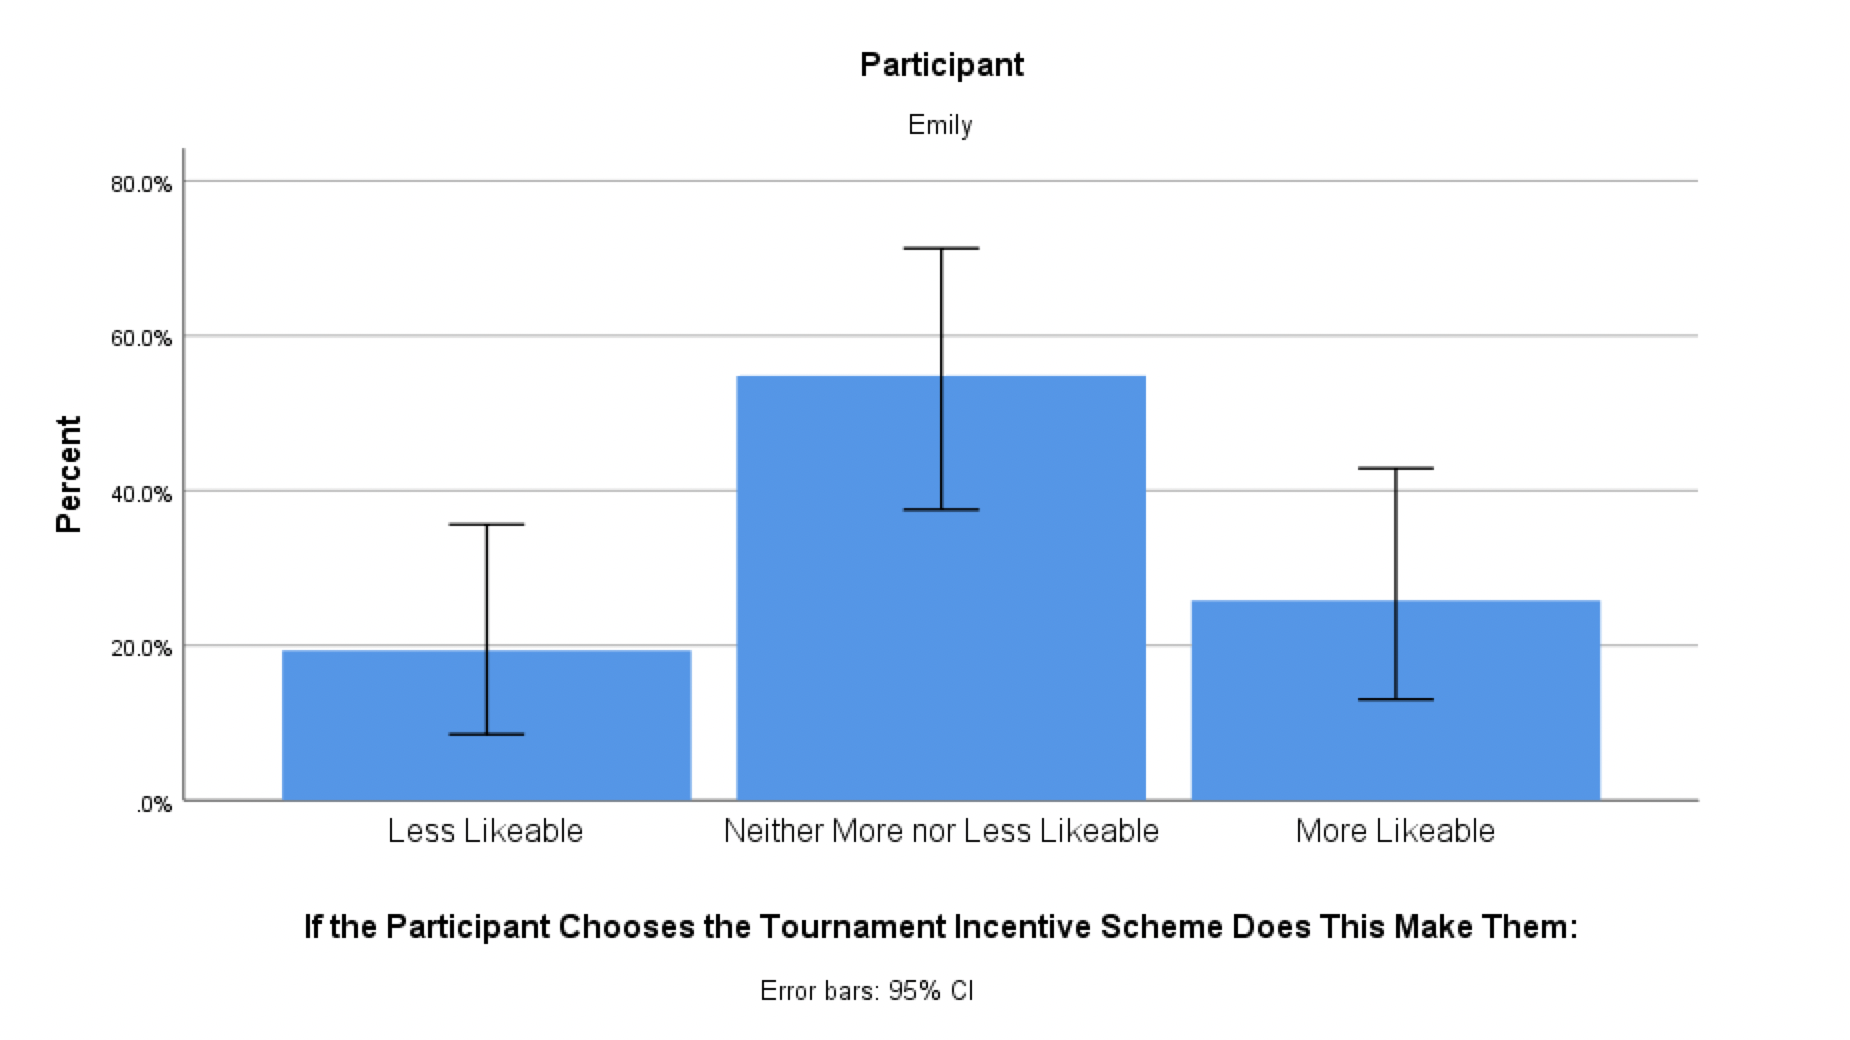 Participant
Emily
80.0%
60.0%
40.0%
20.0%
.0%
Percent
Less Likeable
Neither More nor Less Likeable
More Likeable
If the Participant Chooses the Tournament Incentive Scheme Does This Make Them:
Error bars: 95% CI